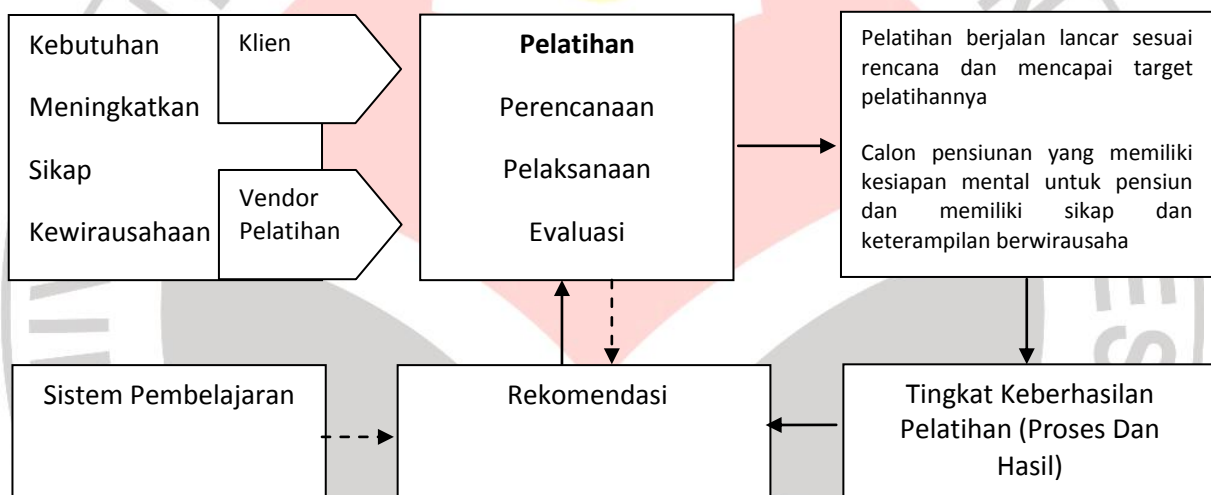 Kebutuhan
Meningkatkan
Sikap
Kewirausahaan
Klien
Vendor
Pelatihan
Pelatihan
Perencanaan
Pelaksanaan
Evaluasi
Pelatihan berjalan lancar sesuai
rencana dan mencapai target
pelatihannya
Calon pensiunan yang memiliki
kesiapan mental untuk pensiun
dan memiliki sikap dan
keterampilan berwirausaha
Sistem Pembelajaran
Rekomendasi
Tingkat Keberhasilan
Pelatihan (Proses Dan
Hasil)